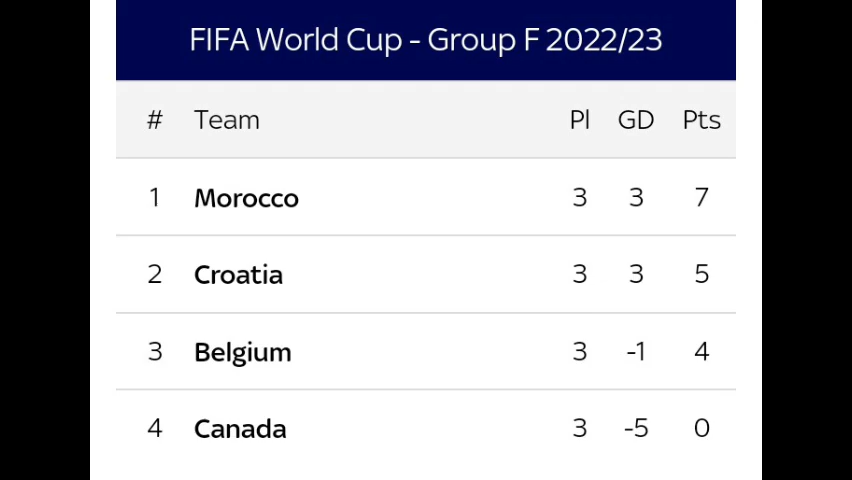 FIFA World Cup - Group F 2022/23
# Team Pl GD Pts
1 Morocco 3 3 7
2 Croatia 3 3 5
3 Belgium 3 -1 4
4 Canada 3 -5 0